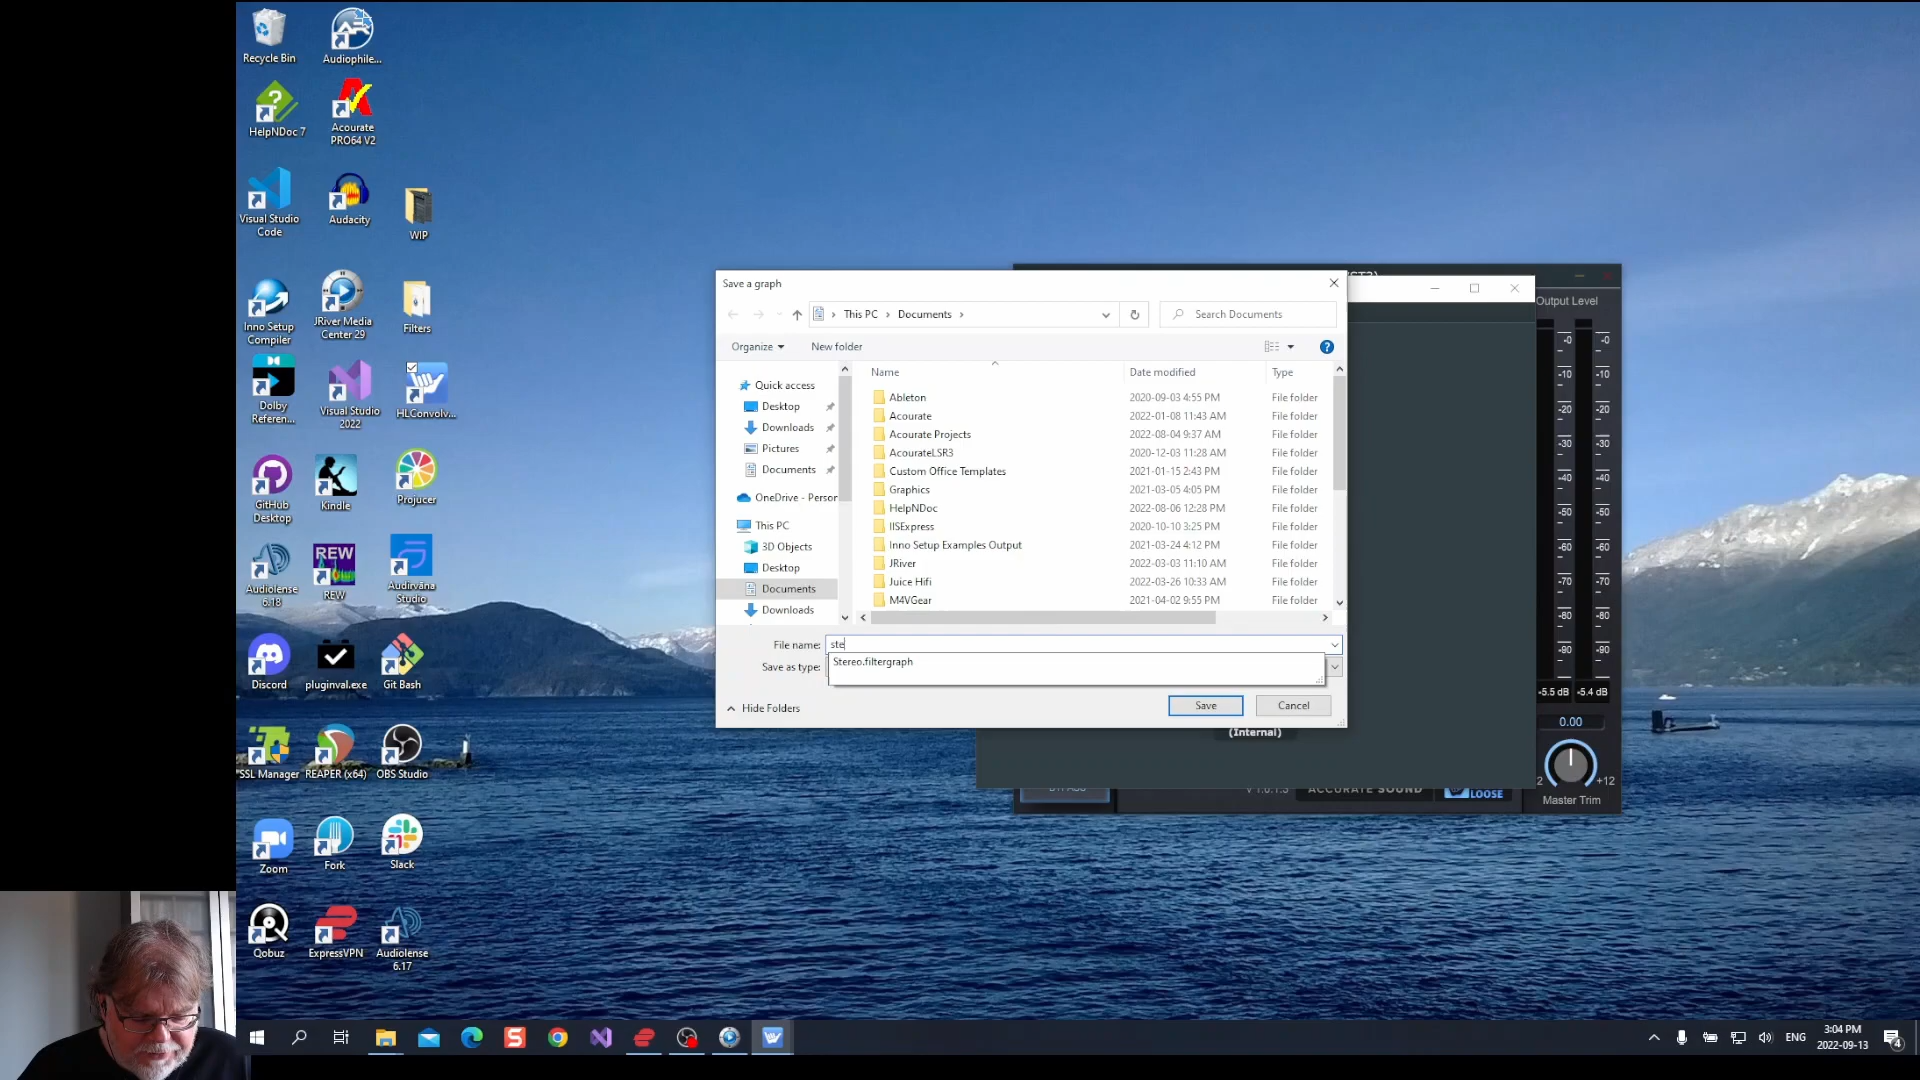 Recycle Bin
Audiophile...
HelpNDoc 7
Acourate
PRO64 V2
Visual Studio
Code
Audacity
WIP
Inno Setup
Compiler
JRiver Media
Center 29
Filters
Dolby
Referen...
Visual Studio
2022
HLConvolv...
GitHub
Desktop
Kindle
Projucer
Audiolense
6.18
REW
REW
Audirvāna
Studio
Discord
pluginval.exe
Git Bash
SSL Manager
REAPER (x64)
OBS Studio
Zoom
Fork
Slack
Qobuz
ExpressVPN
Audiolense
6.17
Save a graph
This PC
Documents
Search Documents
Organize
New folder
Name
Date modified
Type
Quick access
Desktop
Downloads
Pictures
Documents
OneDrive - Person
This PC
3D Objects
Desktop
Documents
Downloads
Ableton 2020-09-03 4:55 PM File folder
Acourate 2022-01-08 11:43 AM File folder
Acourate Projects 2022-08-04 9:37 AM File folder
AcourateLSR3 2020-12-03 11:28 AM File folder
Custom Office Templates 2021-01-15 2:43 PM File folder
Graphics 2021-03-05 4:05 PM File folder
HelpNDoc 2022-08-06 12:28 PM File folder
IISExpress 2020-10-10 3:25 PM File folder
Inno Setup Examples Output 2021-03-24 4:12 PM File folder
JRiver 2022-03-03 11:10 AM File folder
Juice Hifi 2022-03-26 10:33 AM File folder
M4VGear 2021-04-02 9:55 PM File folder
File name: ste
Stereo.filtergraph
Save as type:
Hide Folders
Save
Cancel
(Internal)
Output Level
-0 -0
-10 -10
-20 -20
-30 -30
-40 -40
-50 -50
-60 -60
-70 -70
-80 -80
-90 -90
-5.5 dB -5.4 dB
0.00
+12
Master Trim
ACCURATE SOUND
LOOSE
ENG
3:04 PM
2022-09-13
4